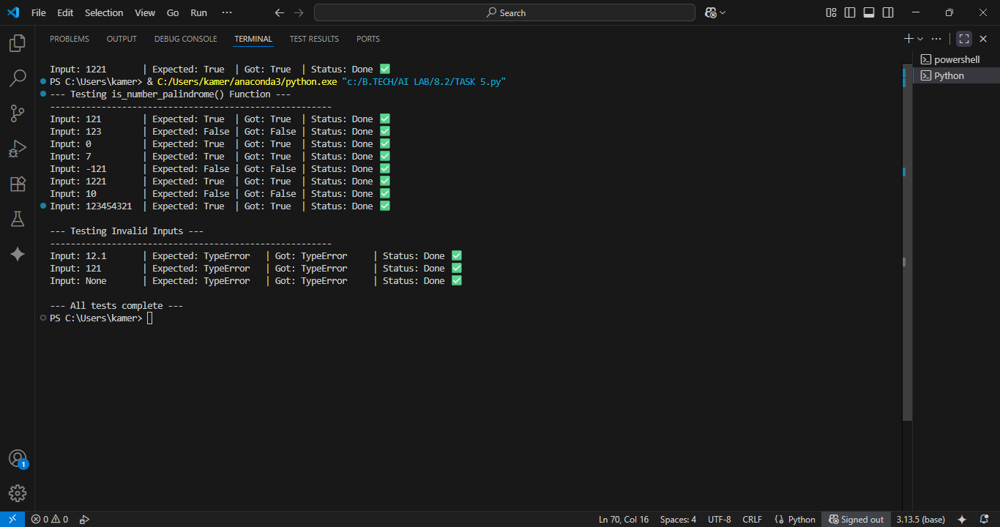 File Edit Selection View Go Run ··· Search
PROBLEMS OUTPUT DEBUG CONSOLE TERMINAL TEST RESULTS PORTS
powershell
Python
Input: 1221       | Expected: True  | Got: True  | Status: Done ✅
PS C:\Users\kamer> & C:/Users/kamer/anaconda3/python.exe "c:/B.TECH/AI LAB/8.2/TASK 5.py"
--- Testing is_number_palindrome() Function ---
-------------------------------------------------------
Input: 121        | Expected: True  | Got: True  | Status: Done ✅
Input: 123        | Expected: False | Got: False | Status: Done ✅
Input: 0          | Expected: True  | Got: True  | Status: Done ✅
Input: 7          | Expected: True  | Got: True  | Status: Done ✅
Input: -121       | Expected: False | Got: False | Status: Done ✅
Input: 1221       | Expected: True  | Got: True  | Status: Done ✅
Input: 10         | Expected: False | Got: False | Status: Done ✅
Input: 123454321  | Expected: True  | Got: True  | Status: Done ✅
--- Testing Invalid Inputs ---
-------------------------------------------------------
Input: 12.1       | Expected: TypeError   | Got: TypeError     | Status: Done ✅
Input: 121        | Expected: TypeError   | Got: TypeError     | Status: Done ✅
Input: None       | Expected: TypeError   | Got: TypeError     | Status: Done ✅
--- All tests complete ---
PS C:\Users\kamer>
1
0 0 Ln 70, Col 16 Spaces: 4 UTF-8 CRLF Python Signed out 3.13.5 (base)